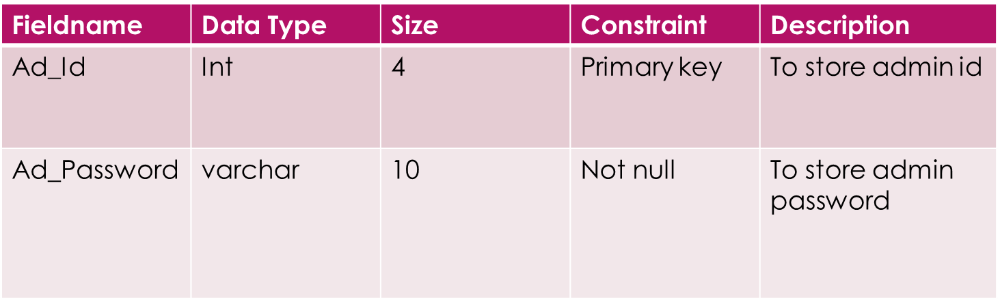 Fieldname Data Type Size Constraint Description
Ad_Id Int 4 Primary key To store admin id
Ad_Password varchar 10 Not null To store admin
password